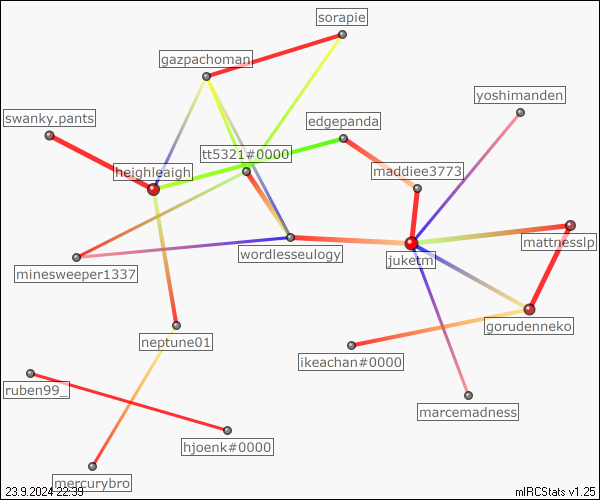 sorapie
gazpachoman
yoshimanden
swanky.pants
edgepanda
tt5321#0000
heighleaigh
maddiee3773
wordlesseulogy
juketm
mattnesslp
minesweeper1337
gorudenneko
neptune01
ikeachan#0000
ruben99_
marcemadness
hjoenk#0000
mercurybro
23.9.2024 22:39
mIRCStats v1.25